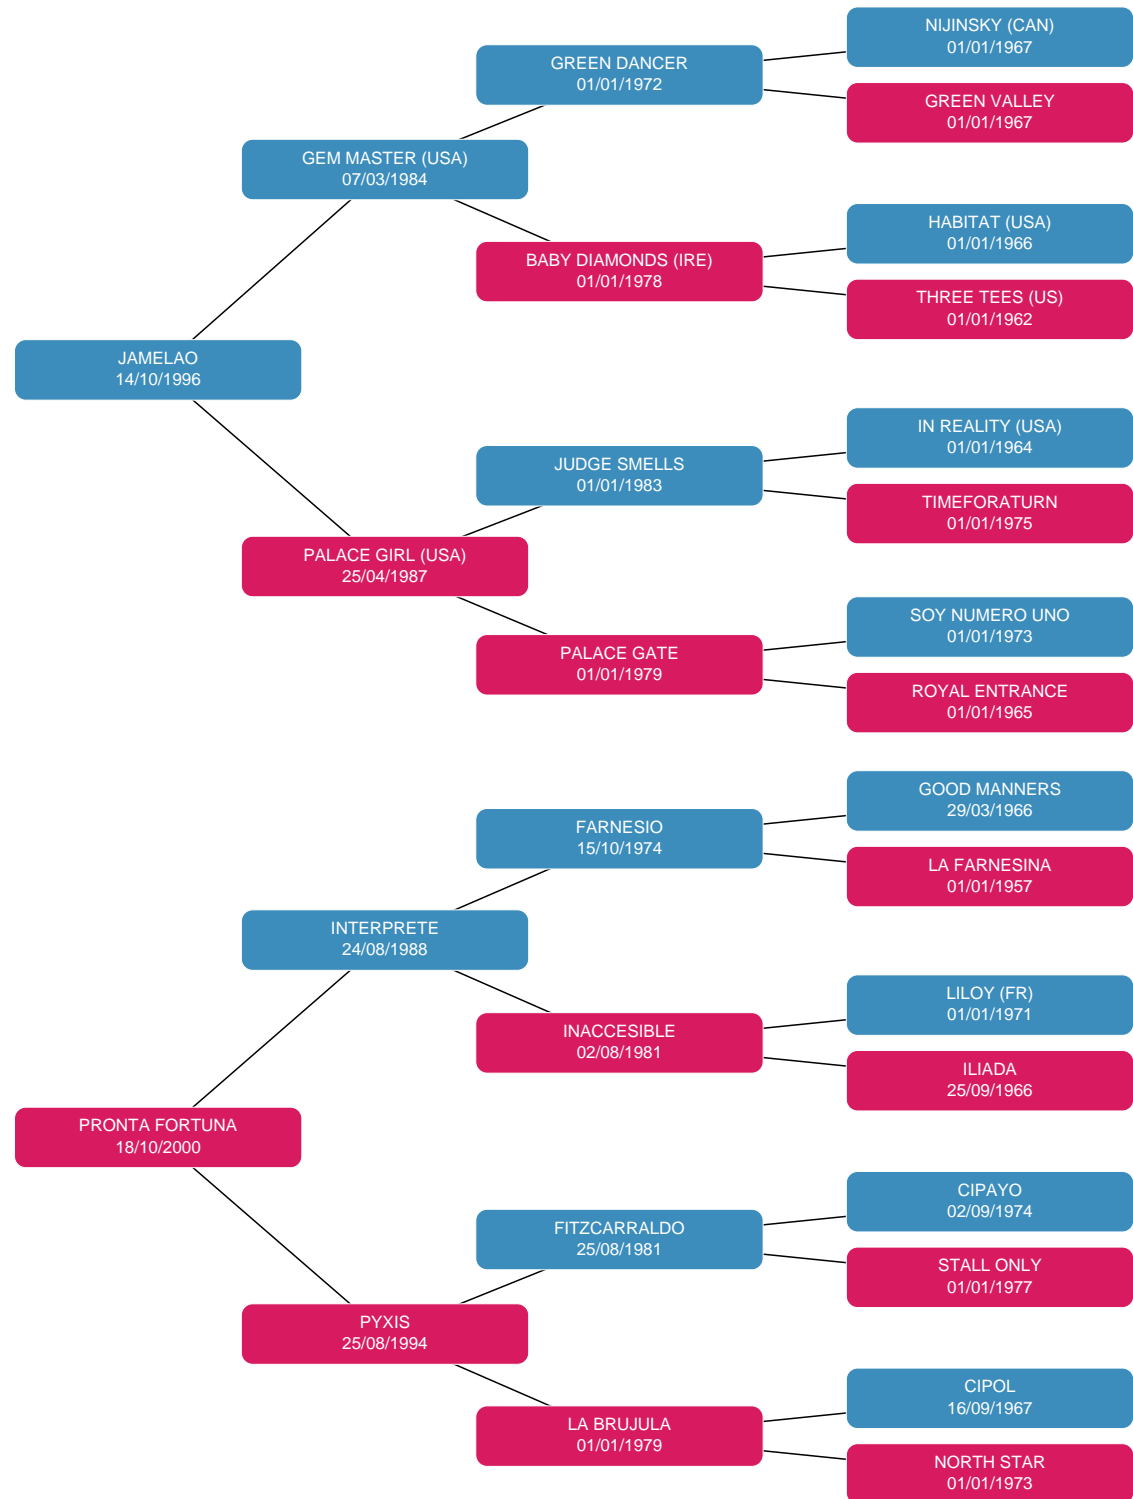 NIJINSKY (CAN)
01/01/1967
GREEN DANCER
01/01/1972
GREEN VALLEY
01/01/1967
GEM MASTER (USA)
07/03/1984
HABITAT (USA)
01/01/1966
BABY DIAMONDS (IRE)
01/01/1978
THREE TEES (US)
01/01/1962
JAMELAO
14/10/1996
IN REALITY (USA)
01/01/1964
JUDGE SMELLS
01/01/1983
TIMEFORATURN
01/01/1975
PALACE GIRL (USA)
25/04/1987
SOY NUMERO UNO
01/01/1973
PALACE GATE
01/01/1979
ROYAL ENTRANCE
01/01/1965
GOOD MANNERS
29/03/1966
FARNESIO
15/10/1974
LA FARNESINA
01/01/1957
INTERPRETE
24/08/1988
LILOY (FR)
01/01/1971
INACCESIBLE
02/08/1981
ILIADA
25/09/1966
PRONTA FORTUNA
18/10/2000
CIPAYO
02/09/1974
FITZCARRALDO
25/08/1981
STALL ONLY
01/01/1977
PYXIS
25/08/1994
CIPOL
16/09/1967
LA BRUJULA
01/01/1979
NORTH STAR
01/01/1973